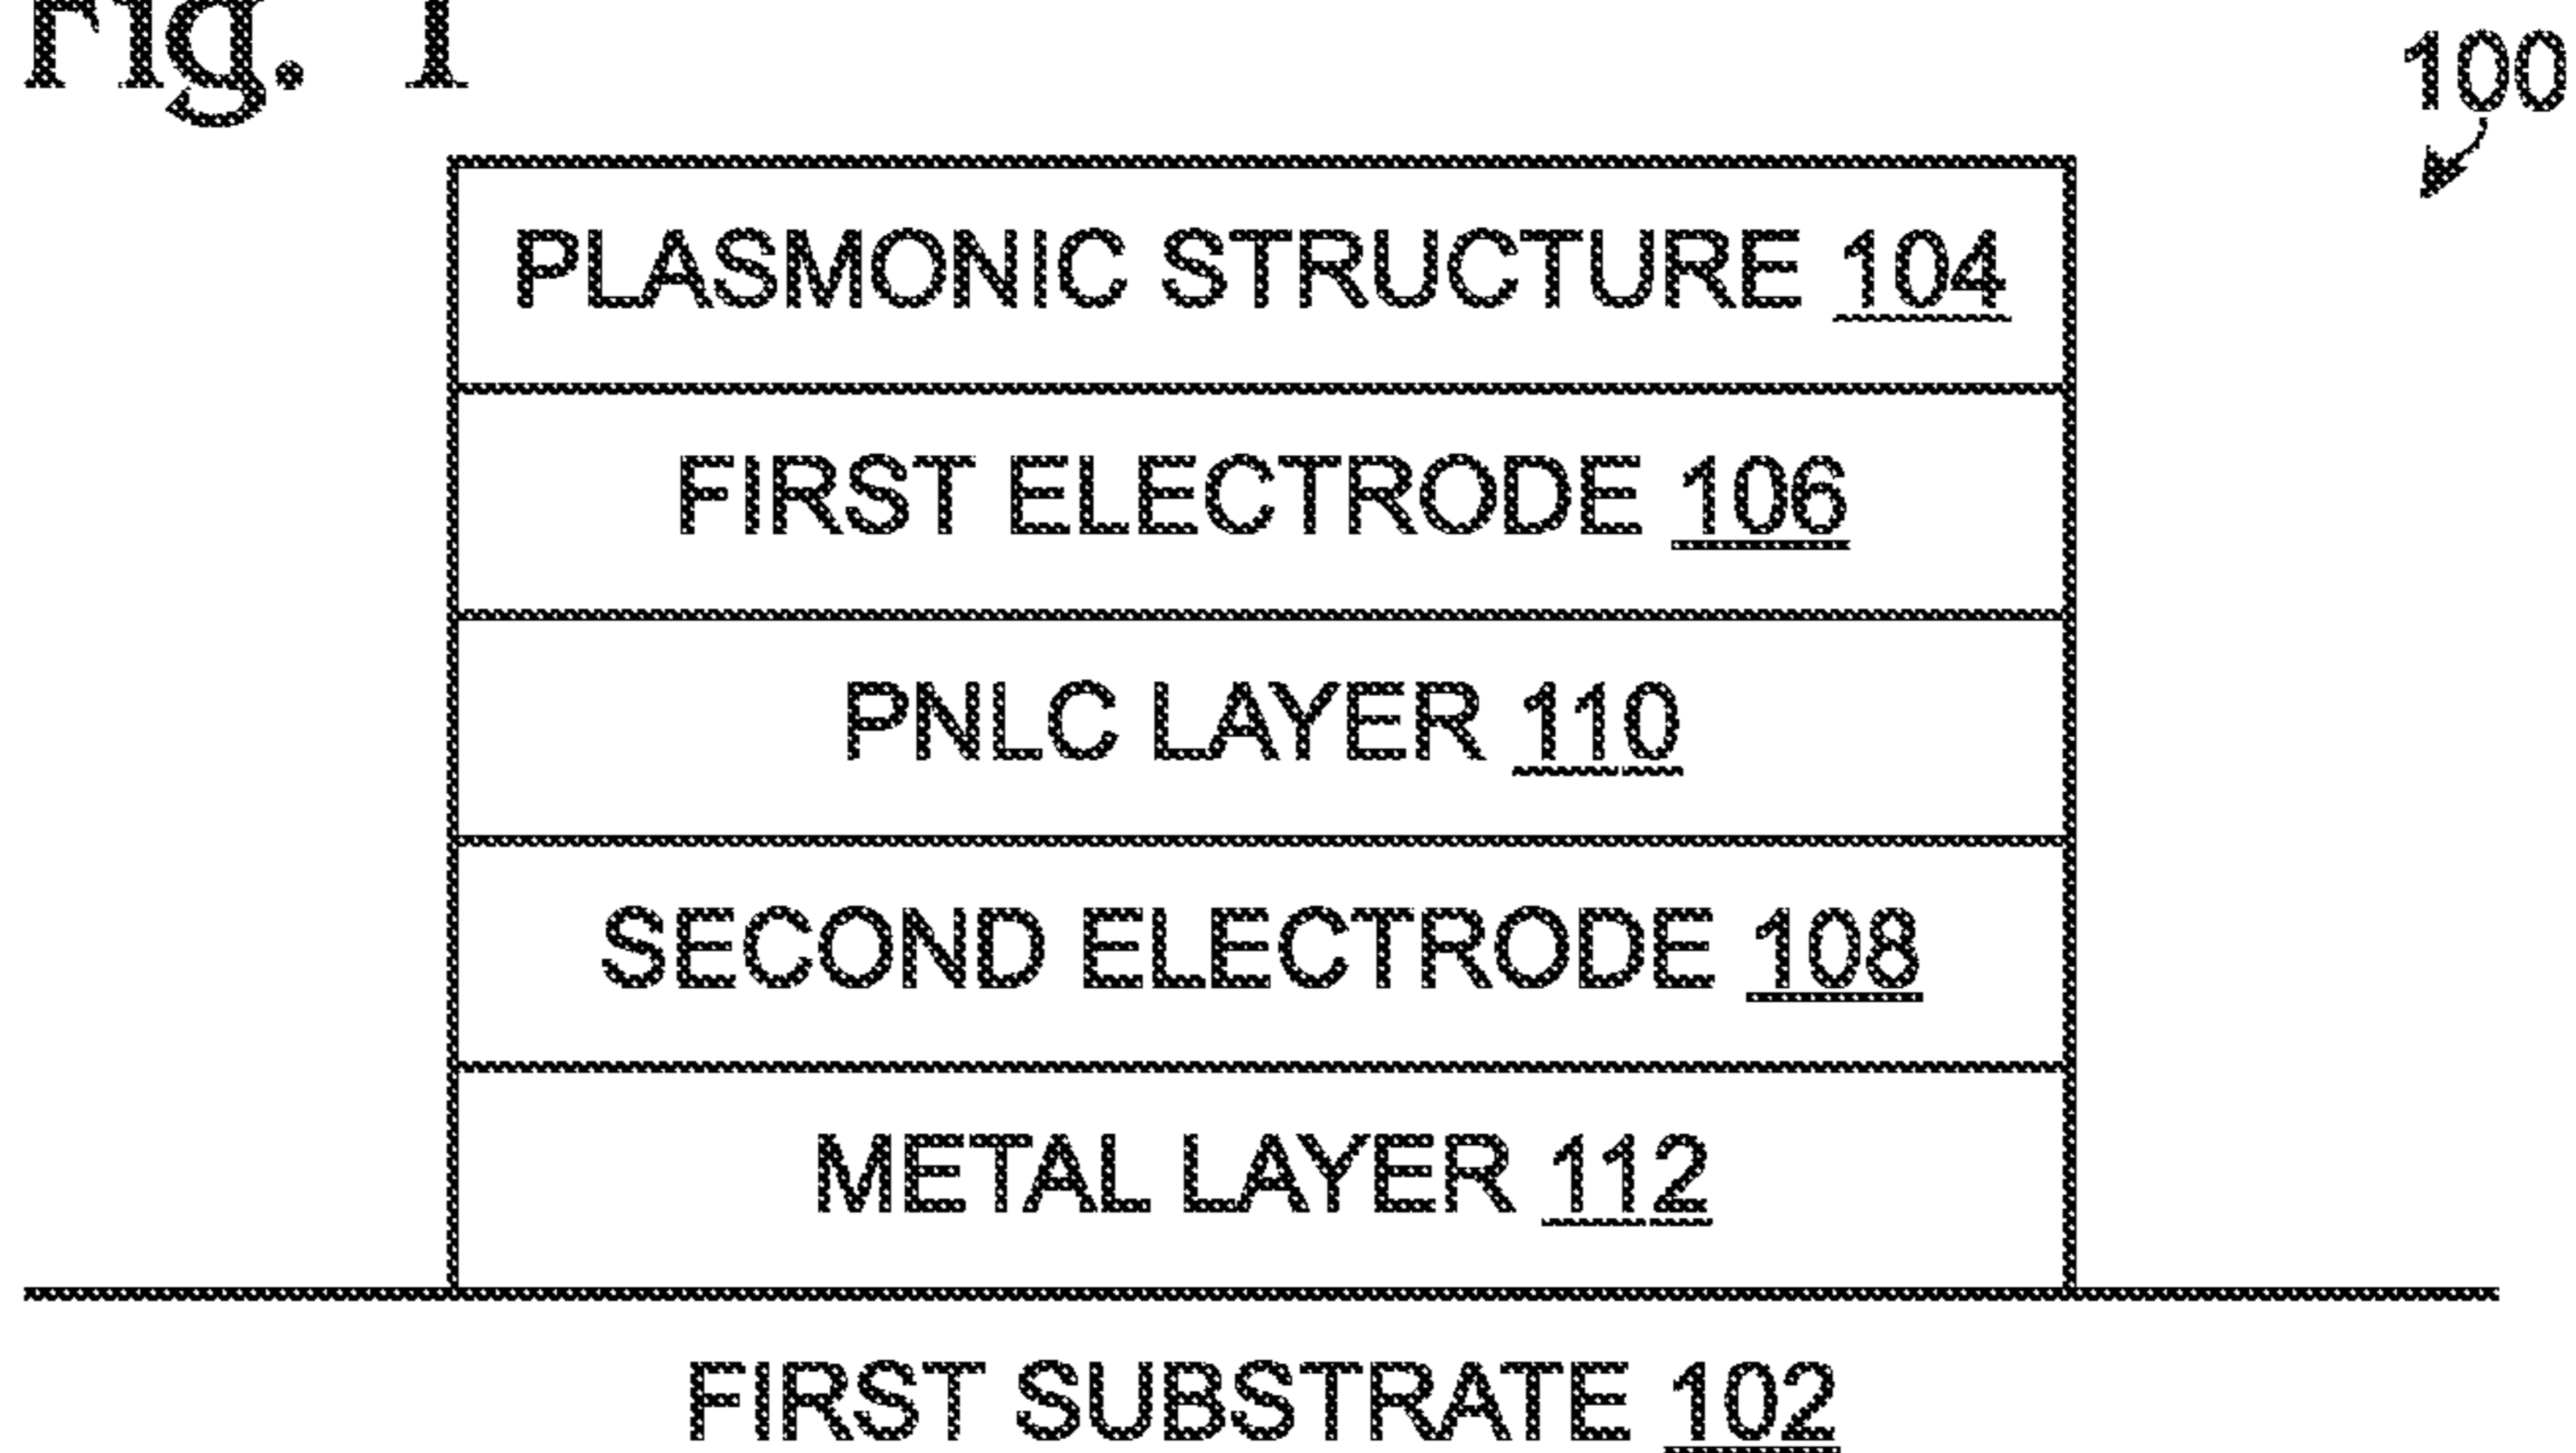 Fig. 1
100
PLASMONIC STRUCTURE 104
FIRST ELECTRODE 106
PNLC LAYER 110
SECOND ELECTRODE 108
METAL LAYER 112
FIRST SUBSTRATE 102